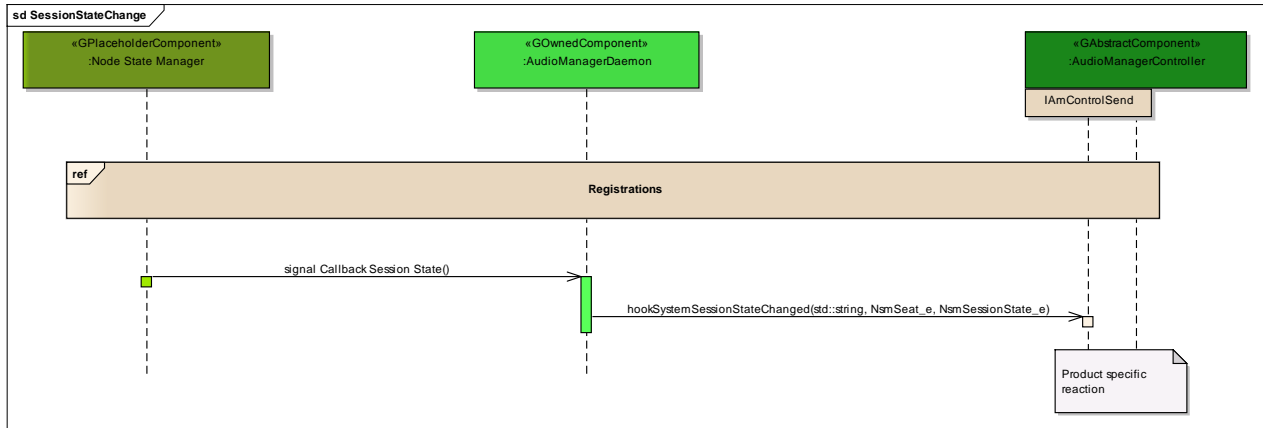 sd SessionStateChange
«GPlaceholderComponent»
:Node State Manager
«GOwnedComponent»
:AudioManagerDaemon
«GAbstractComponent»
:AudioManagerController
IAmControlSend
ref
Registrations
signal Callback Session State()
hookSystemSessionStateChanged(std::string, NsmSeat_e, NsmSessionState_e)
Product specific
reaction